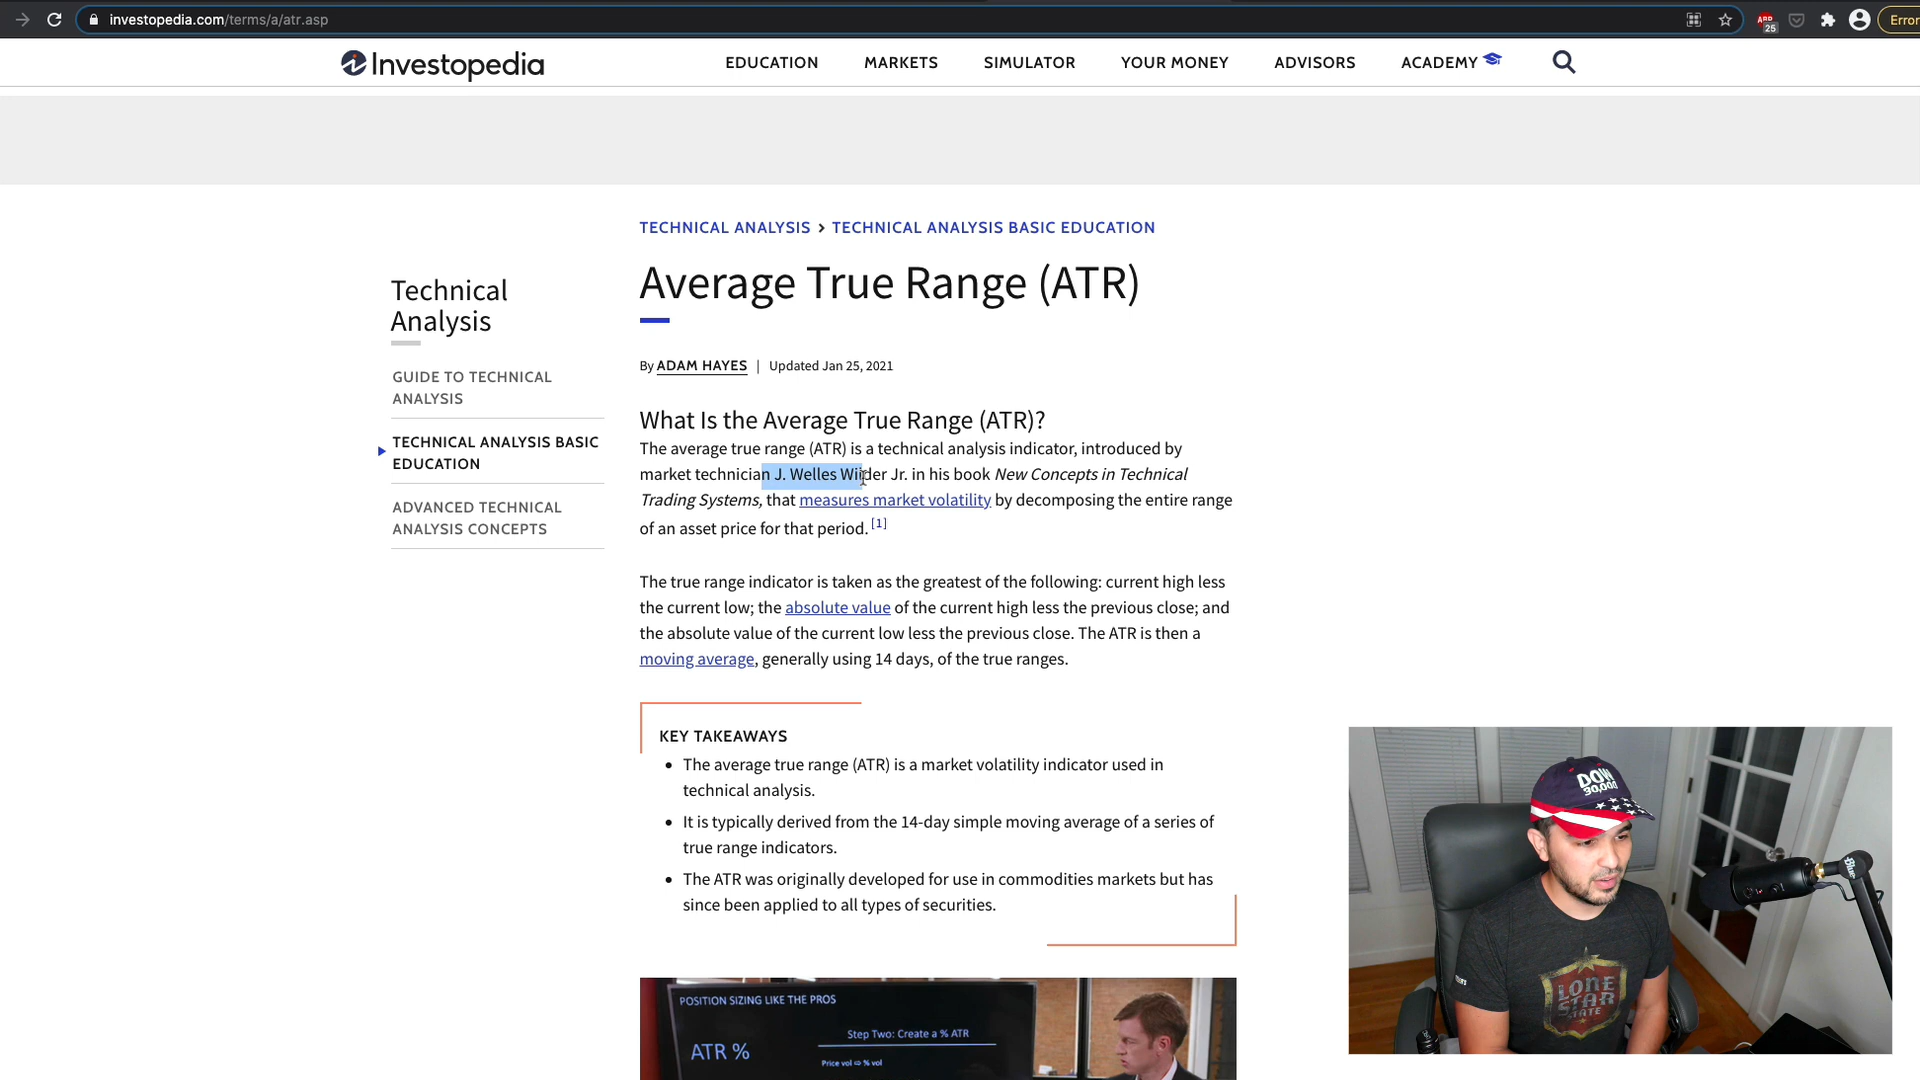 investopedia.com/terms/a/atr.asp
ABP
25
Error
Investopedia
EDUCATION
MARKETS
SIMULATOR
YOUR MONEY
ADVISORS
ACADEMY
TECHNICAL ANALYSIS > TECHNICAL ANALYSIS BASIC EDUCATION
Technical
Analysis
GUIDE TO TECHNICAL
ANALYSIS
TECHNICAL ANALYSIS BASIC
EDUCATION
ADVANCED TECHNICAL
ANALYSIS CONCEPTS
Average True Range (ATR)
By ADAM HAYES | Updated Jan 25, 2021
What Is the Average True Range (ATR)?
The average true range (ATR) is a technical analysis indicator, introduced by
market technician J. Welles Wilder Jr. in his book New Concepts in Technical
Trading Systems, that measures market volatility by decomposing the entire range
of an asset price for that period. [1]
The true range indicator is taken as the greatest of the following: current high less
the current low; the absolute value of the current high less the previous close; and
the absolute value of the current low less the previous close. The ATR is then a
moving average, generally using 14 days, of the true ranges.
KEY TAKEAWAYS
• The average true range (ATR) is a market volatility indicator used in
technical analysis.
• It is typically derived from the 14-day simple moving average of a series of
true range indicators.
• The ATR was originally developed for use in commodities markets but has
since been applied to all types of securities.
POSITION SIZING LIKE THE PROS
Step Two: Create a % ATR
ATR %
Price vol ⇨ % vol
DOW
30,000
LONE
STAR
STATE
Blue